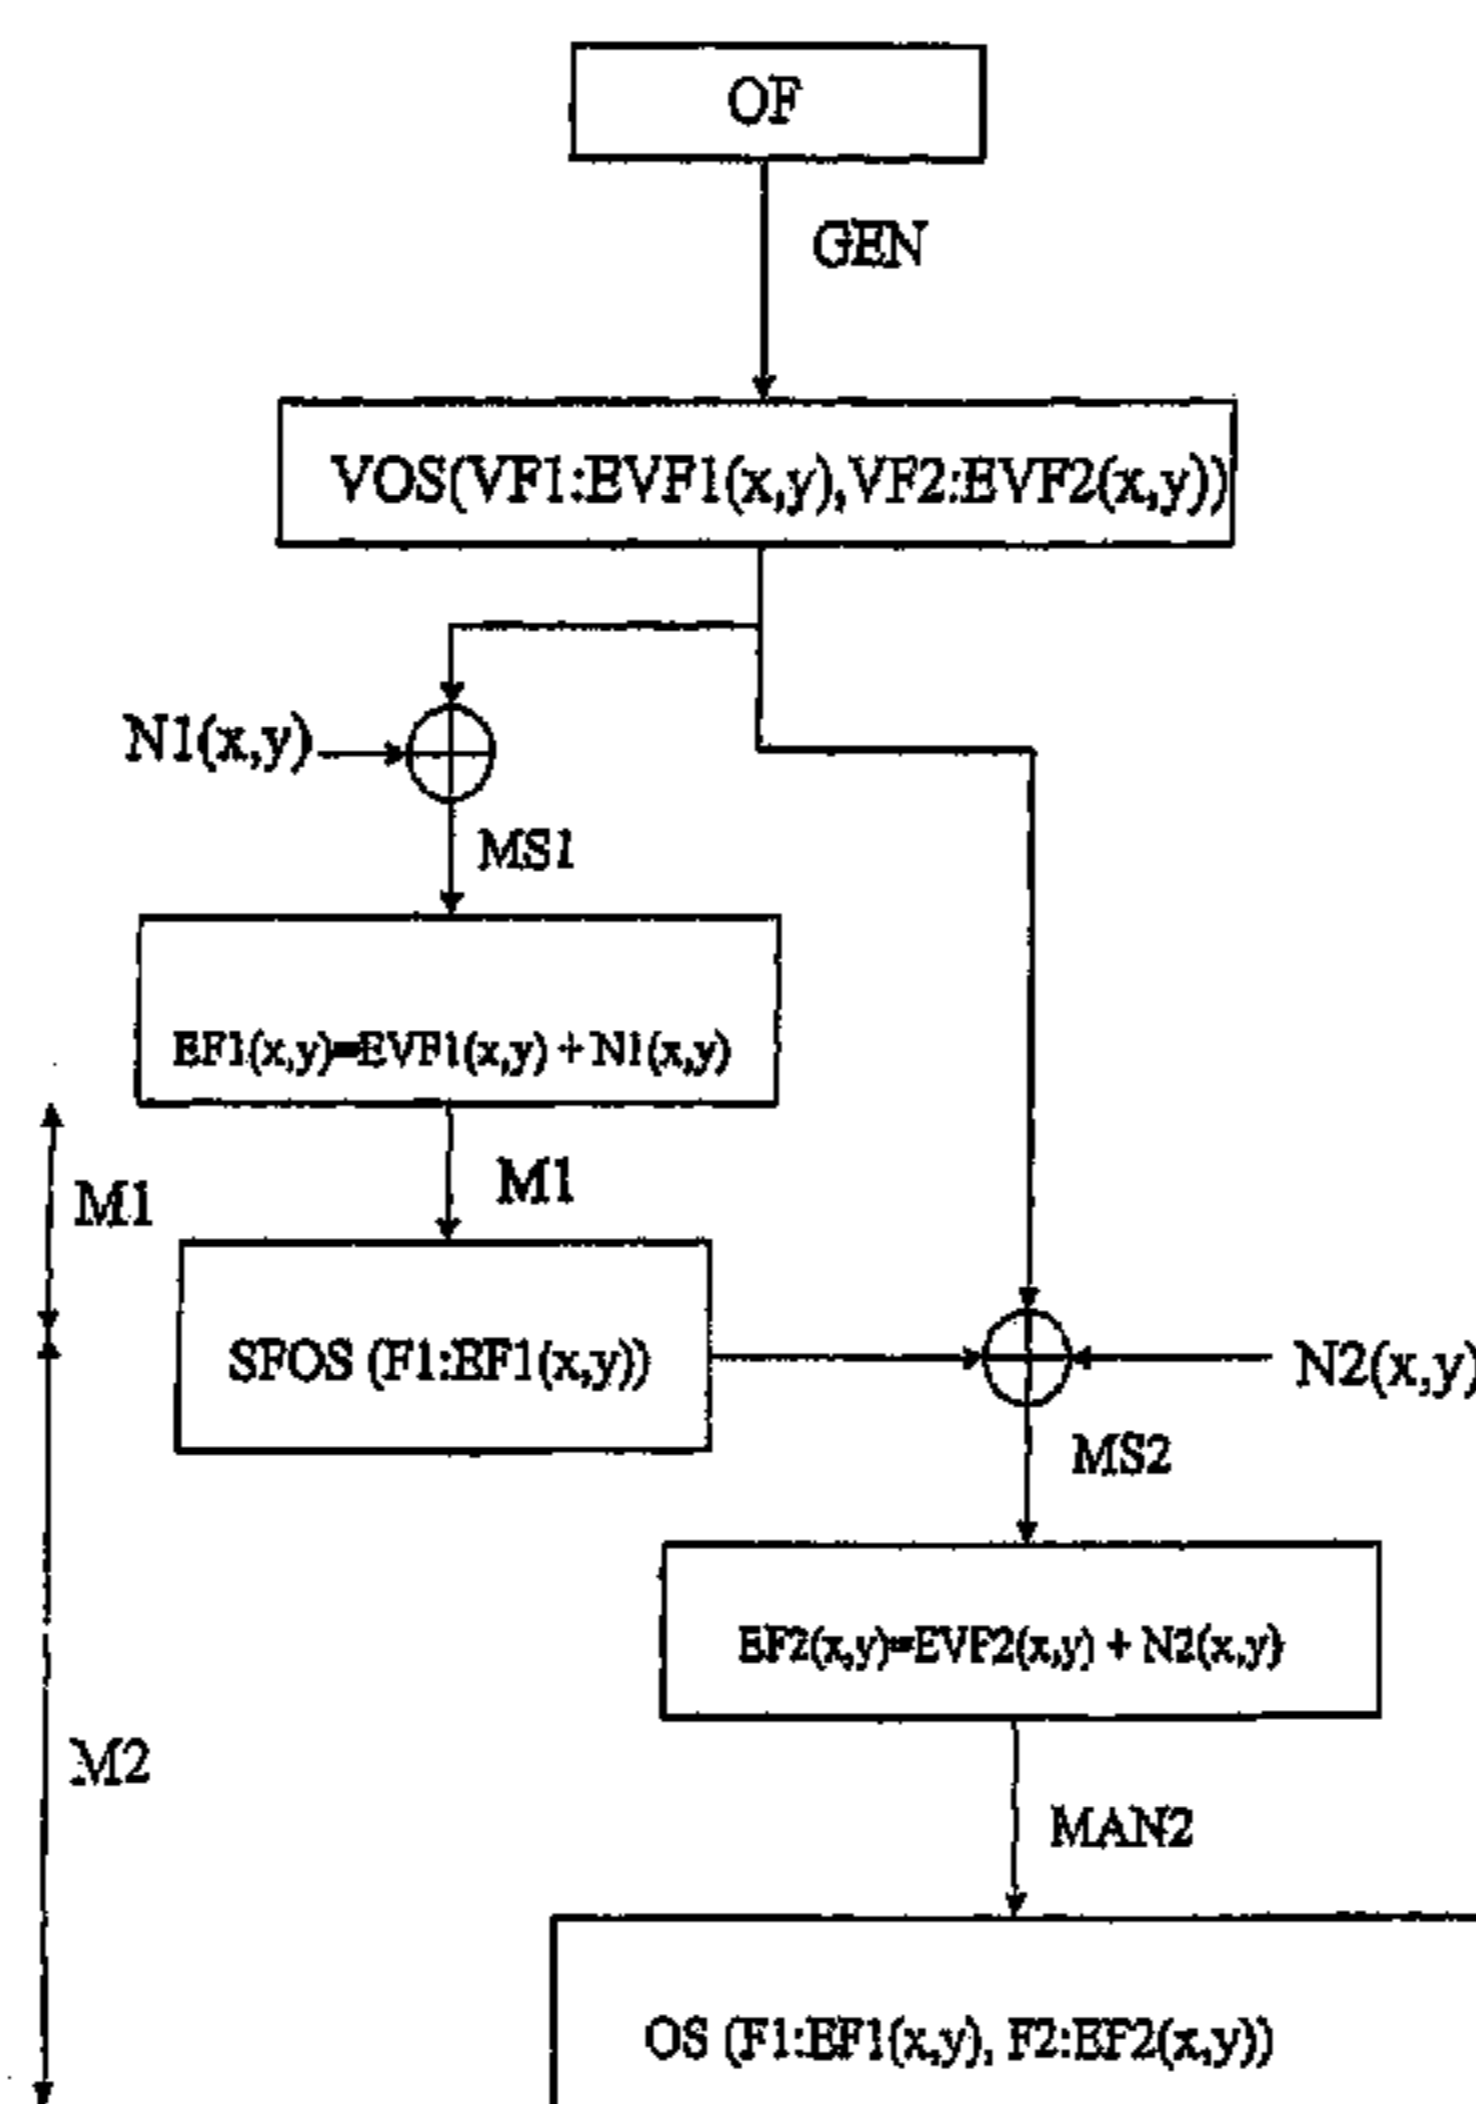 OF
GEN
VOS(VF1:EVF1(x,y),VF2:EVF2(x,y))
N1(x,y)
MS1
EF1(x,y)=EVF1(x,y) + N1(x,y)
M1
M1
SFOS (F1:EF1(x,y))
N2(x,y)
MS2
EF2(x,y)=EVF2(x,y) + N2(x,y)
M2
MAN2
OS (F1:EF1(x,y), F2:EF2(x,y))